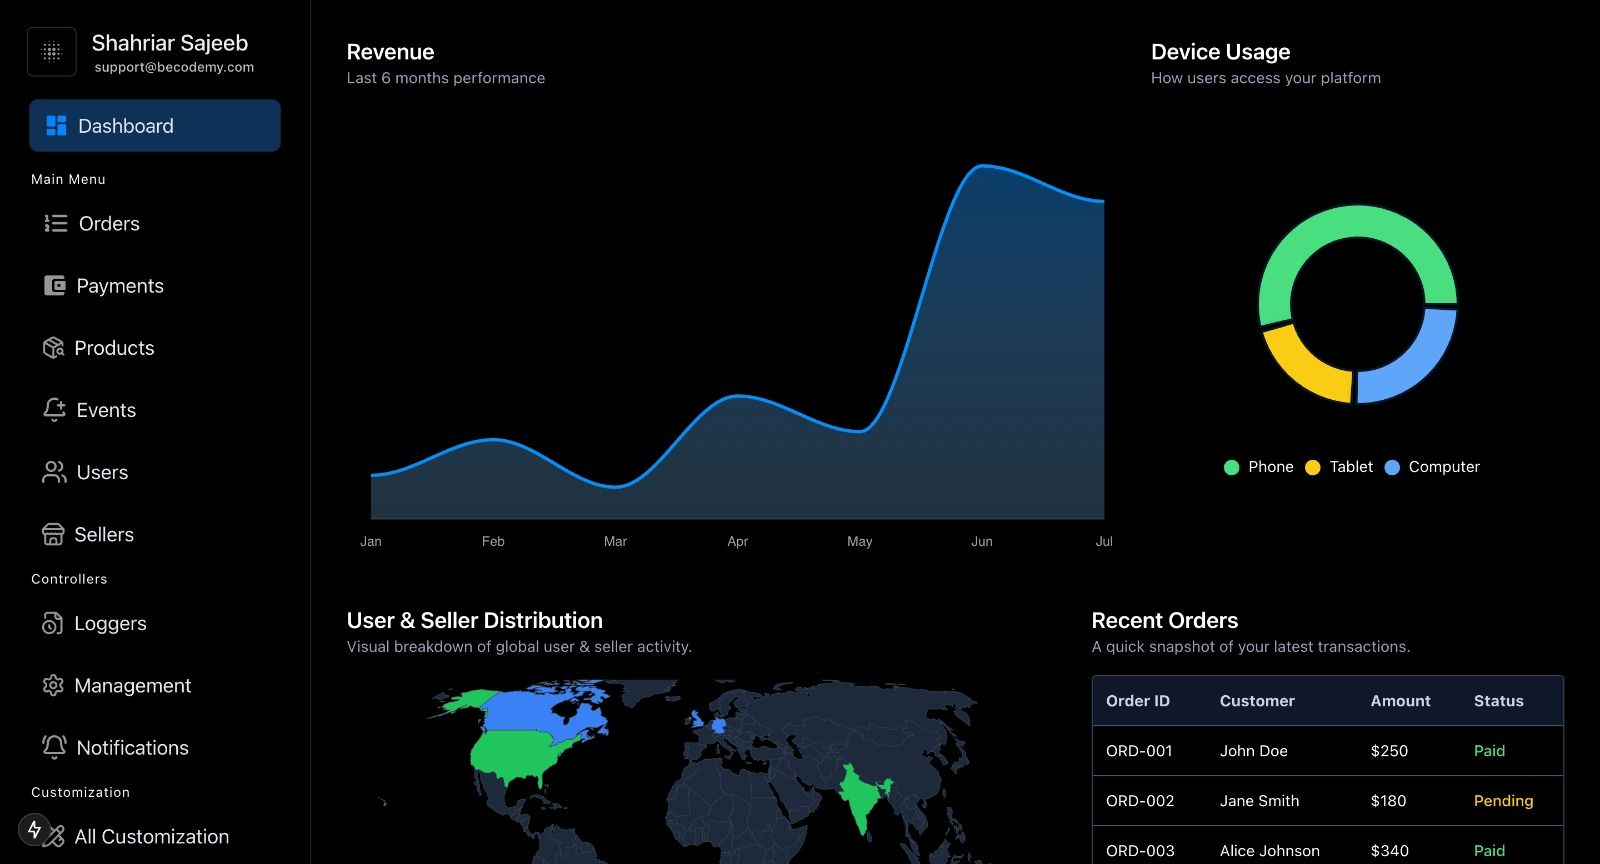 Shahriar Sajeeb
support@becodemy.com
Dashboard
Main Menu
Orders
Payments
Products
Events
Users
Sellers
Controllers
Loggers
Management
Notifications
Customization
All Customization
Revenue
Last 6 months performance
Jan Feb Mar Apr May Jun Jul
Device Usage
How users access your platform
Phone Tablet Computer
User & Seller Distribution
Visual breakdown of global user & seller activity.
Recent Orders
A quick snapshot of your latest transactions.
Order ID Customer Amount Status
ORD-001 John Doe $250 Paid
ORD-002 Jane Smith $180 Pending
ORD-003 Alice Johnson $340 Paid